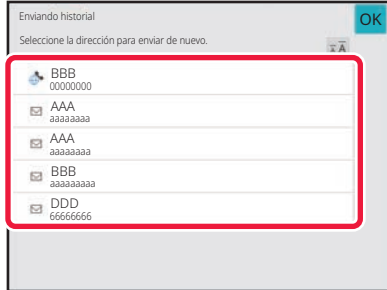 Enviando historial
OK
Seleccione la dirección para enviar de nuevo.
A A
BBB
00000000
AAA
aaaaaaaa
AAA
aaaaaaaa
BBB
aaaaaaaaa
DDD
66666666